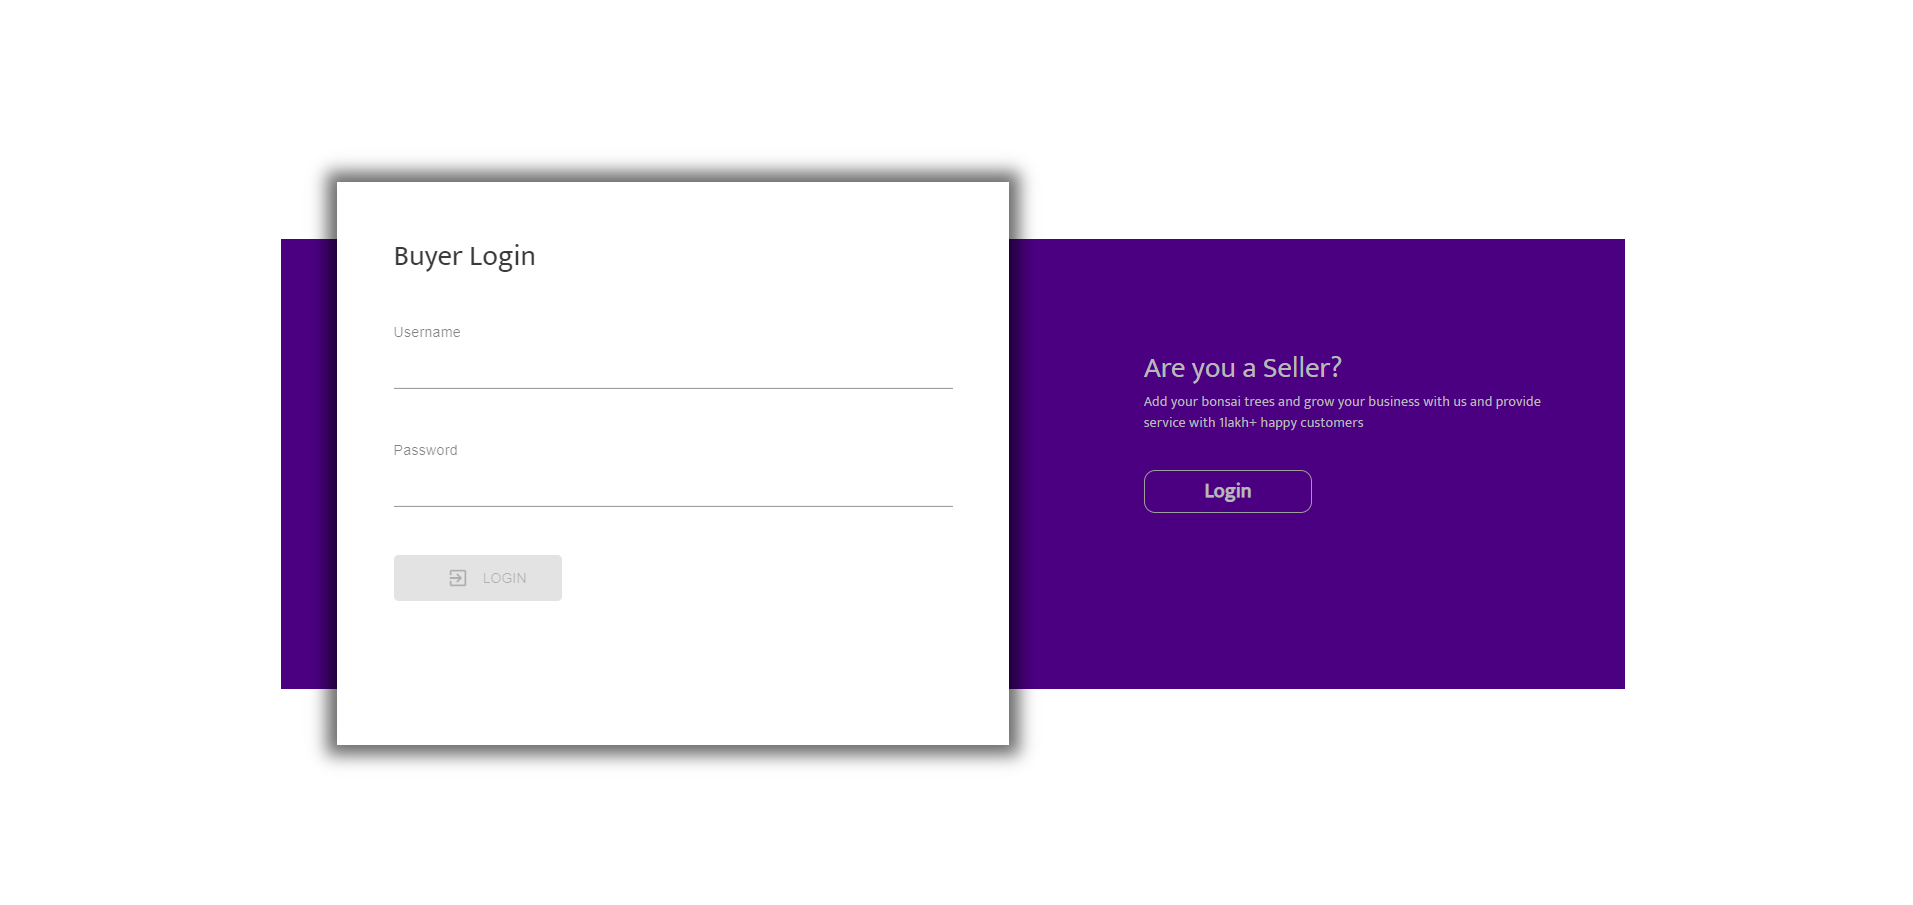 Buyer Login
Username
Password
LOGIN
Are you a Seller?
Add your bonsai trees and grow your business with us and provide
service with 1lakh+ happy customers
Login